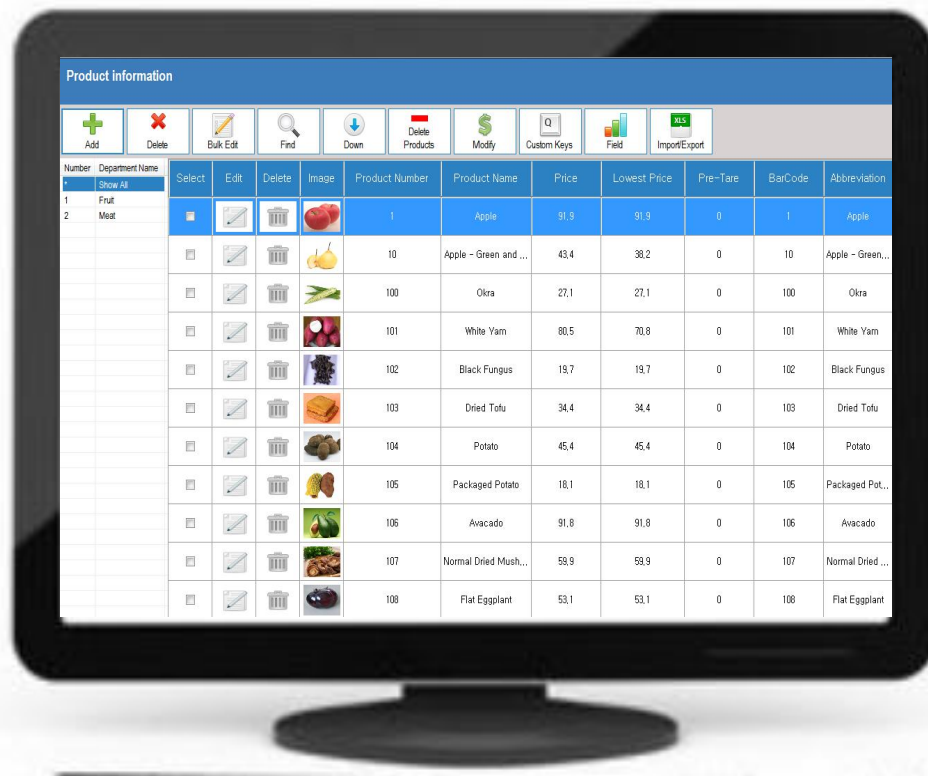 Product information
Add Delete Bulk Edit Find Down Delete Products Modify Q Custom Keys Field XLS Import/Export
Number Department Name
* Show All
1 Fruit
2 Meat
Select Edit Delete Image Product Number Product Name Price Lowest Price Pre-Tare BarCode Abbreviation
1 Apple 91,9 91,9 0 1 Apple
10 Apple - Green and ... 43,4 38,2 0 10 Apple - Green...
100 Okra 27,1 27,1 0 100 Okra
101 White Yam 80,5 70,8 0 101 White Yam
102 Black Fungus 19,7 19,7 0 102 Black Fungus
103 Dried Tofu 34,4 34,4 0 103 Dried Tofu
104 Potato 45,4 45,4 0 104 Potato
105 Packaged Potato 18,1 18,1 0 105 Packaged Pot...
106 Avacado 91,8 91,8 0 106 Avacado
107 Normal Dried Mush... 59,9 59,9 0 107 Normal Dried ...
108 Flat Eggplant 53,1 53,1 0 108 Flat Eggplant